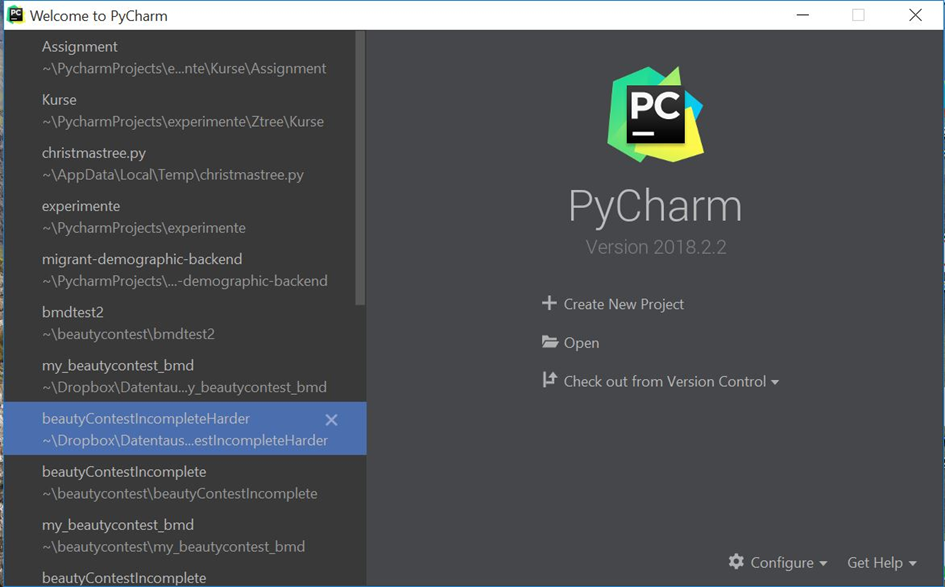 Welcome to PyCharm
Assignment
~\PycharmProjects\e...nte\Kurse\Assignment
Kurse
~\PycharmProjects\experimente\Ztree\Kurse
christmastree.py
~\AppData\Local\Temp\christmastree.py
experimente
~\PycharmProjects\experimente
migrant-demographic-backend
~\PycharmProjects\...-demographic-backend
bmdtest2
~\beautycontest\bmdtest2
my_beautycontest_bmd
~\Dropbox\Datentau...y_beautycontest_bmd
beautyContestIncompleteHarder
~\Dropbox\Datentaus...estIncompleteHarder
beautyContestIncomplete
~\beautycontest\beautyContestIncomplete
my_beautycontest_bmd
~\beautycontest\my_beautycontest_bmd
beautyContestIncomplete
PC
PyCharm
Version 2018.2.2
Create New Project
Open
Check out from Version Control
Configure
Get Help